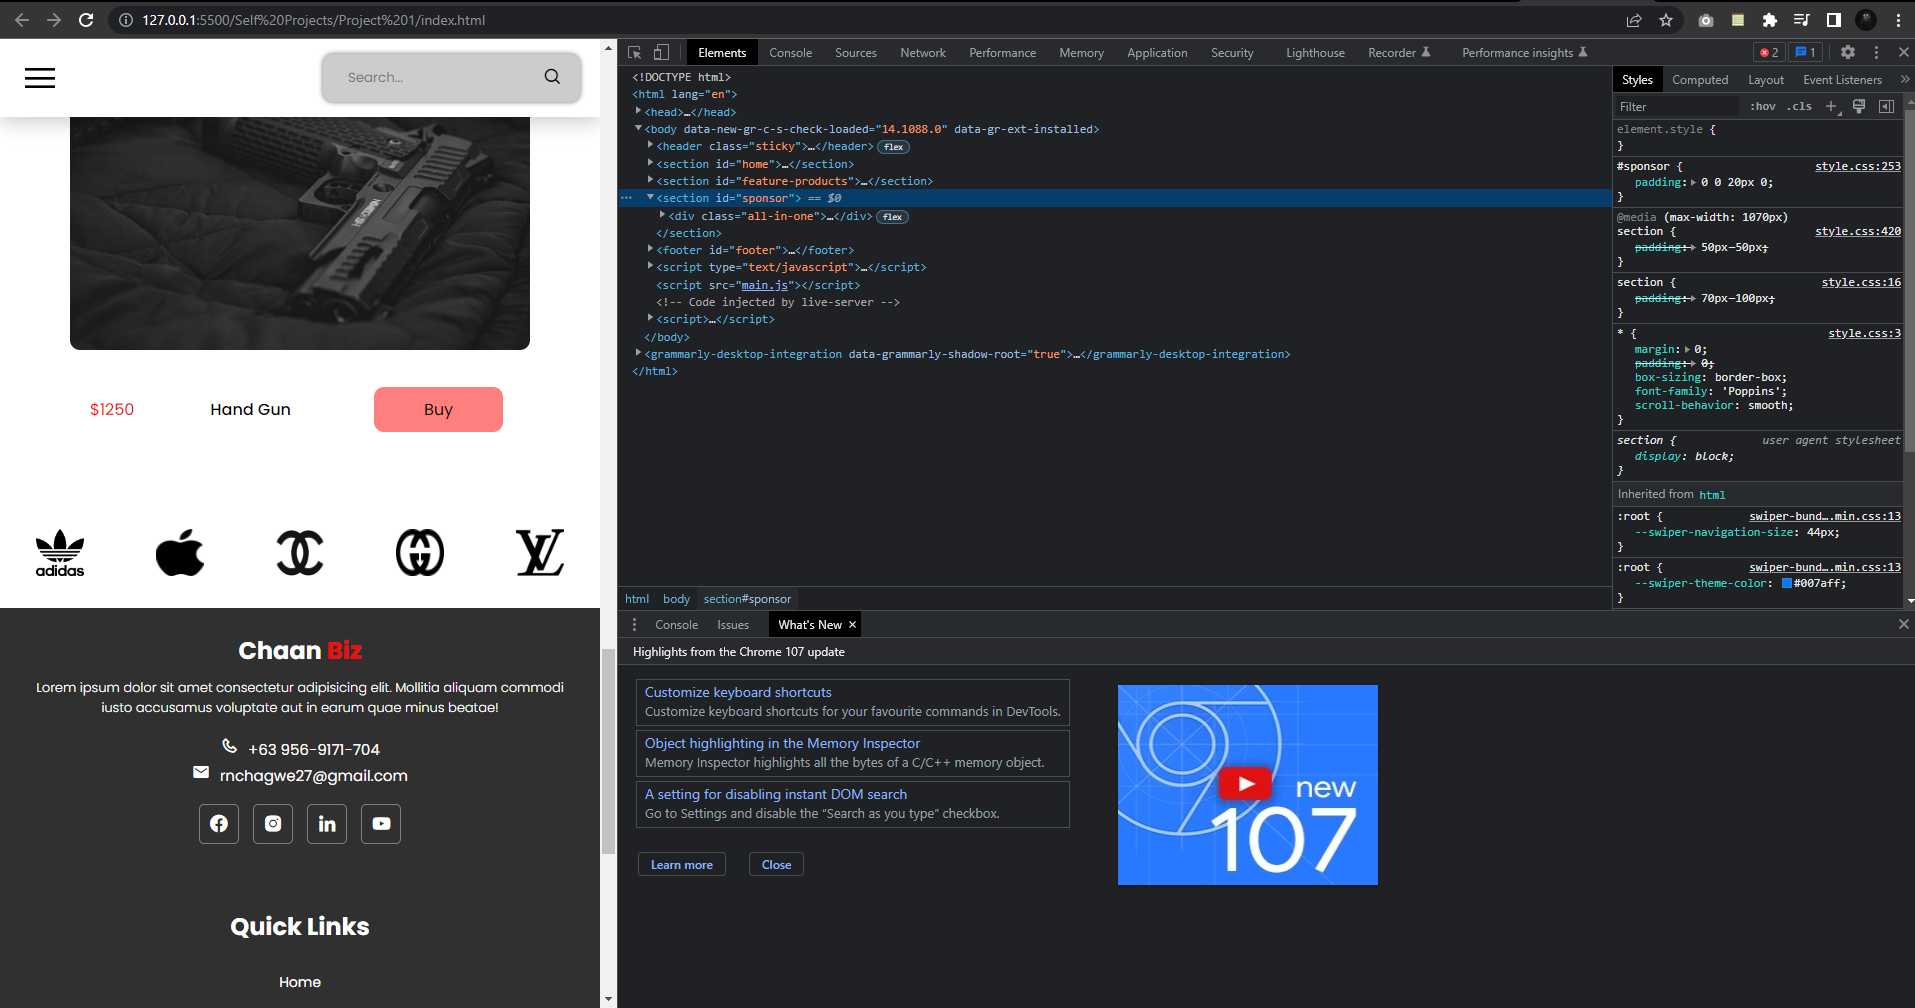 127.0.0.1:5500/Self%20Projects/Project%201/index.html
Search...
$1250
Hand Gun
Buy
adidas
Chaan Biz
Lorem ipsum dolor sit amet consectetur adipisicing elit. Mollitia aliquam commodi
iusto accusamus voluptate aut in earum quae minus beatae!
+63 956-9171-704
rnchagwe27@gmail.com
Quick Links
Home
Elements Console Sources Network Performance Memory Application Security Lighthouse Recorder Performance insights 2 1
<!DOCTYPE html>
<html lang="en">
<head>…</head>
<body data-new-gr-c-s-check-loaded="14.1088.0" data-gr-ext-installed>
<header class="sticky">…</header> flex
<section id="home">…</section>
<section id="feature-products">…</section>
<section id="sponsor"> == $0
<div class="all-in-one">…</div> flex
</section>
<footer id="footer">…</footer>
<script type="text/javascript">…</script>
<script src="main.js"></script>
<!-- Code injected by live-server -->
<script>…</script>
</body>
<grammarly-desktop-integration data-grammarly-shadow-root="true">…</grammarly-desktop-integration>
</html>
html body section#sponsor
Styles Computed Layout Event Listeners
Filter :hov .cls
element.style {
}
#sponsor { style.css:253
padding: 0 0 20px 0;
}
@media (max-width: 1070px)
section { style.css:420
padding: 50px 50px;
}
section { style.css:16
padding: 70px 100px;
}
* { style.css:3
margin: 0;
padding: 0;
box-sizing: border-box;
font-family: 'Poppins';
scroll-behavior: smooth;
}
section { user agent stylesheet
display: block;
}
Inherited from html
:root { swiper-bund….min.css:13
--swiper-navigation-size: 44px;
}
:root { swiper-bund….min.css:13
--swiper-theme-color: #007aff;
}
Console Issues What's New
Highlights from the Chrome 107 update
Customize keyboard shortcuts
Customize keyboard shortcuts for your favourite commands in DevTools.
Object highlighting in the Memory Inspector
Memory Inspector highlights all the bytes of a C/C++ memory object.
A setting for disabling instant DOM search
Go to Settings and disable the “Search as you type” checkbox.
Learn more Close
new
107